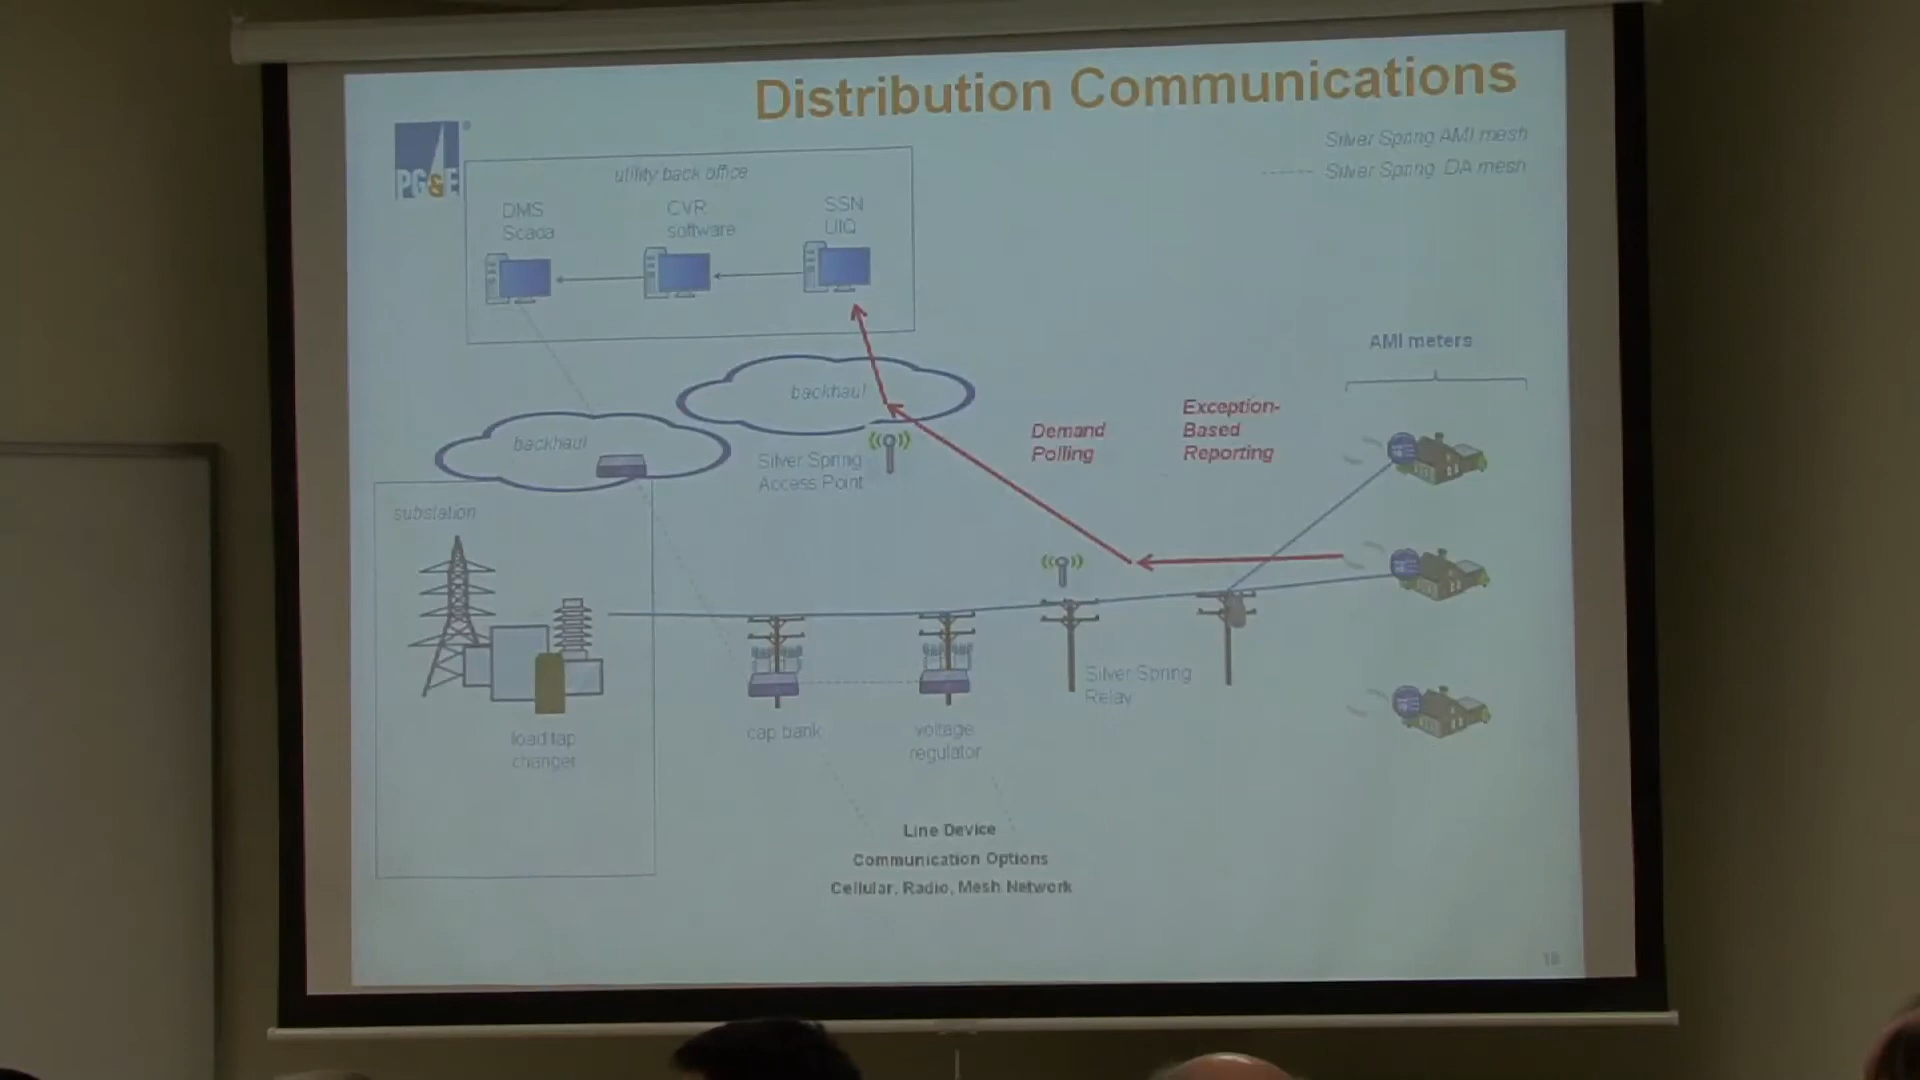 Distribution Communications
PG&E
Silver Spring AMI mesh
Silver Spring DA mesh
utility back office
DMS
Scada
CVR
software
SSN
UIQ
AMI meters
backhaul
backhaul
Silver Spring
Access Point
Demand
Polling
Exception-
Based
Reporting
substation
load tap
changer
cap bank
voltage
regulator
Silver Spring
Relay
Line Device
Communication Options
Cellular, Radio, Mesh Network